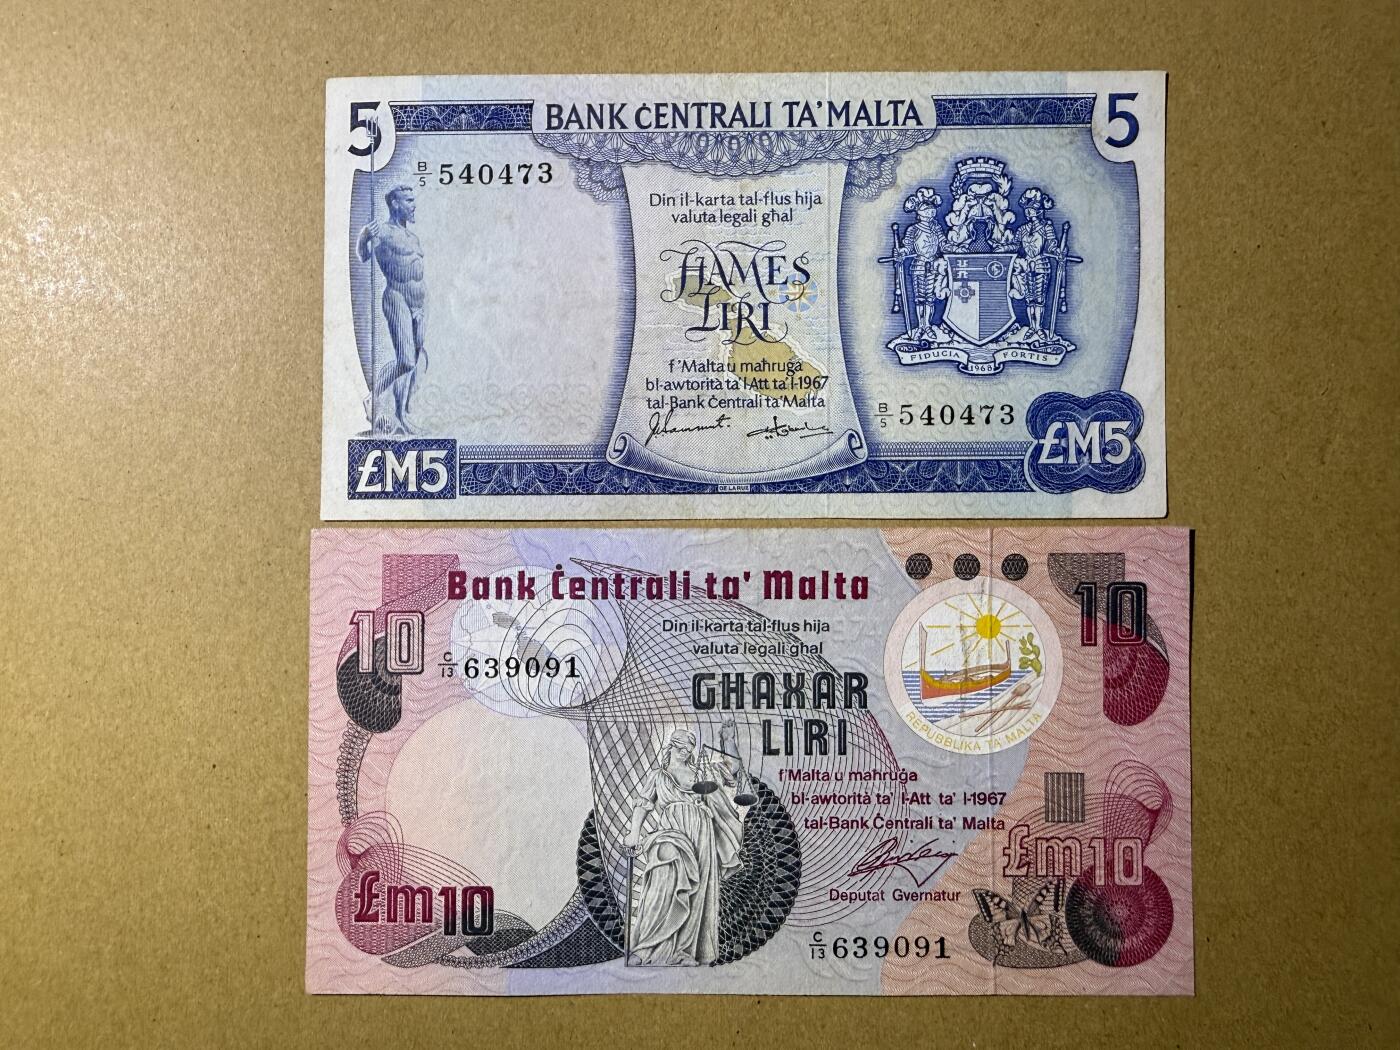 5
BANK ĊENTRALI TA' MALTA
5
B/5 540473
Din il-karta tal-flus hija
valuta legali għal
ĦAMES
LIRI
f'Malta u maħruġa
bl-awtorità ta' l-Att ta' l-1967
tal-Bank Ċentrali ta' Malta
FIDUCIA FORTIS
1968
B/5 540473
£M5
£M5
DE LA RUE
Bank Ċentrali ta' Malta
10
10
Din il-karta tal-flus hija
valuta legali għal
C/13 639091
GĦAXAR
LIRI
REPUBBLIKA TA' MALTA
f'Malta u maħruġa
bl-awtorità ta' l-Att ta' l-1967
tal-Bank Ċentrali ta' Malta
£m10
Deputat Gvernatur
£m10
C/13 639091